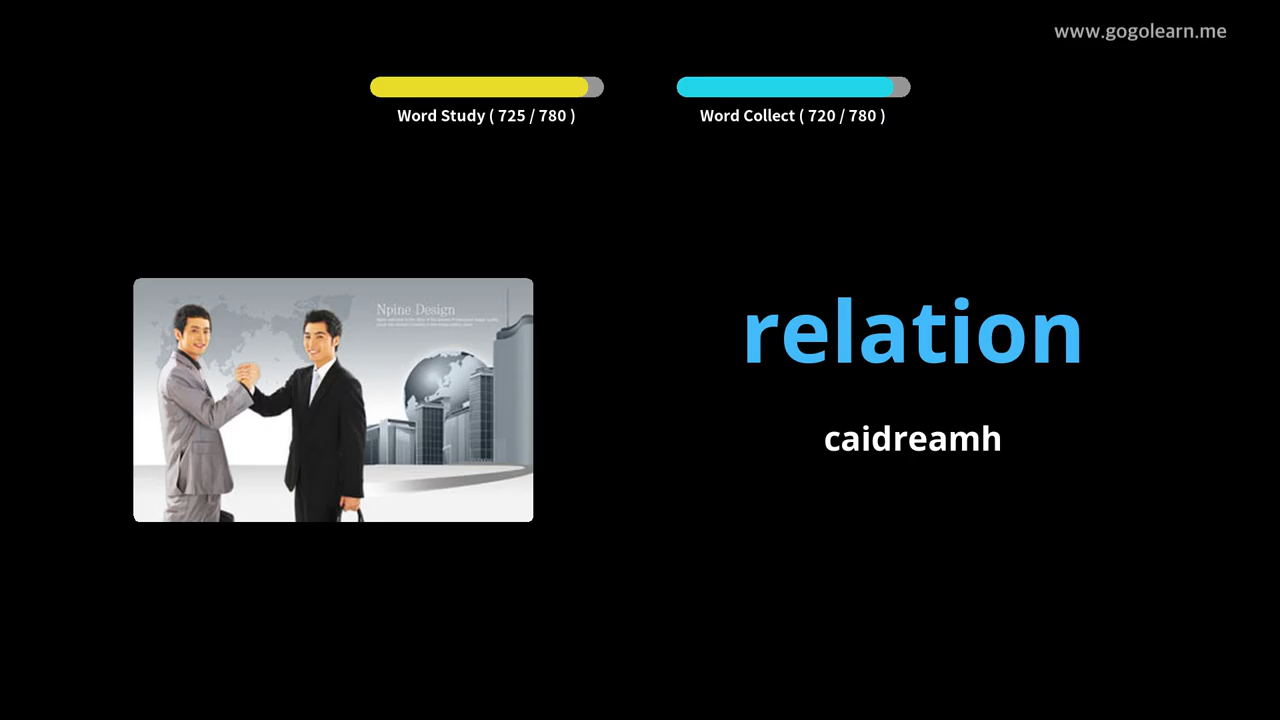 www.gogolearn.me
Word Study ( 725 / 780 )
Word Collect ( 720 / 780 )
Npine Design
relation
caidreamh